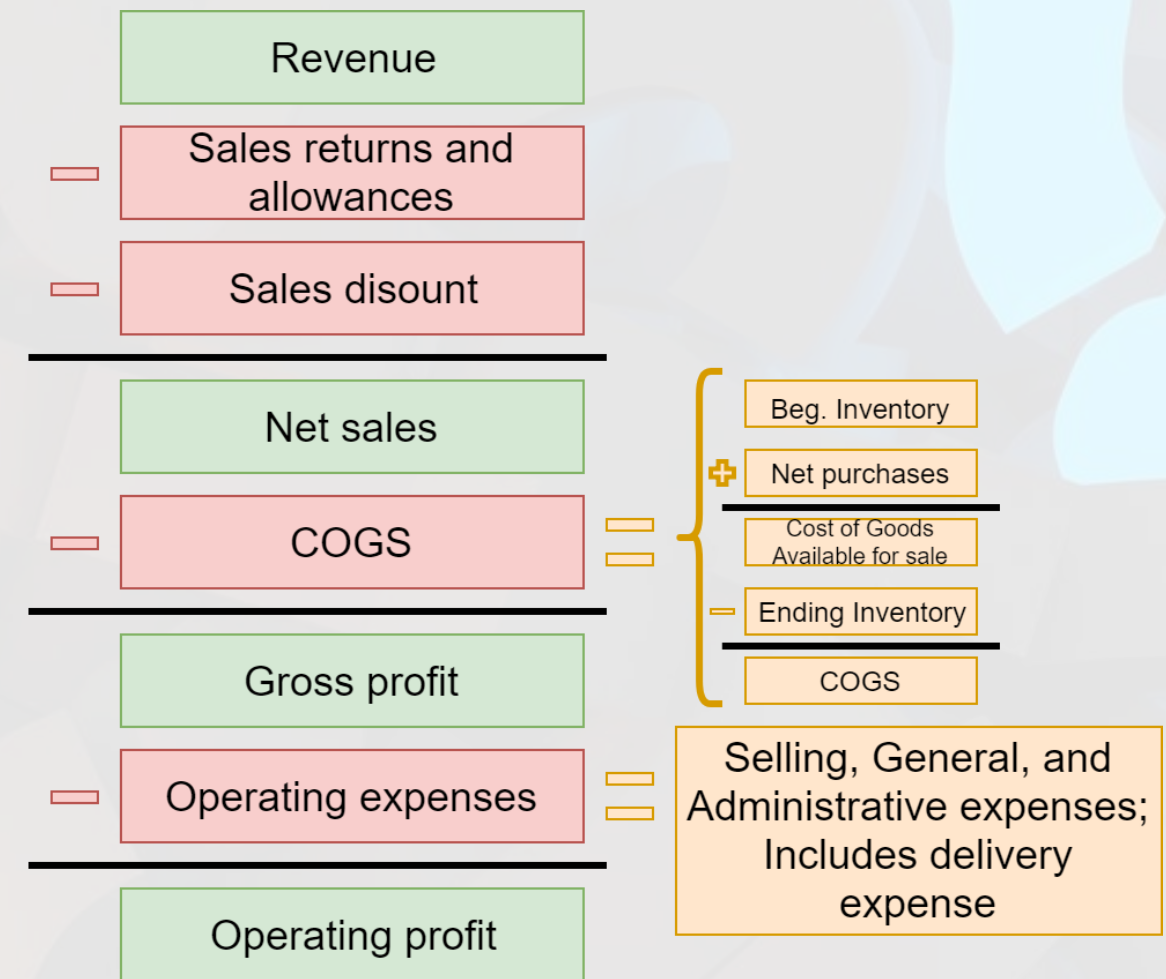 Revenue
Sales returns and
allowances
Sales disount
Net sales
COGS
Beg. Inventory
Net purchases
Cost of Goods
Available for sale
Ending Inventory
COGS
Gross profit
Operating expenses
Selling, General, and
Administrative expenses;
Includes delivery
expense
Operating profit